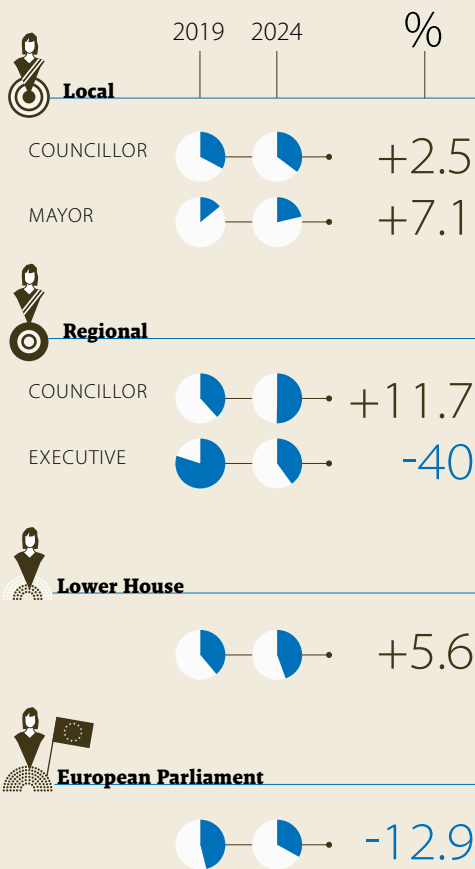 2019 2024 %
Local
COUNCILLOR +2.5
MAYOR +7.1
Regional
COUNCILLOR +11.7
EXECUTIVE -40
Lower House
+5.6
European Parliament
-12.9